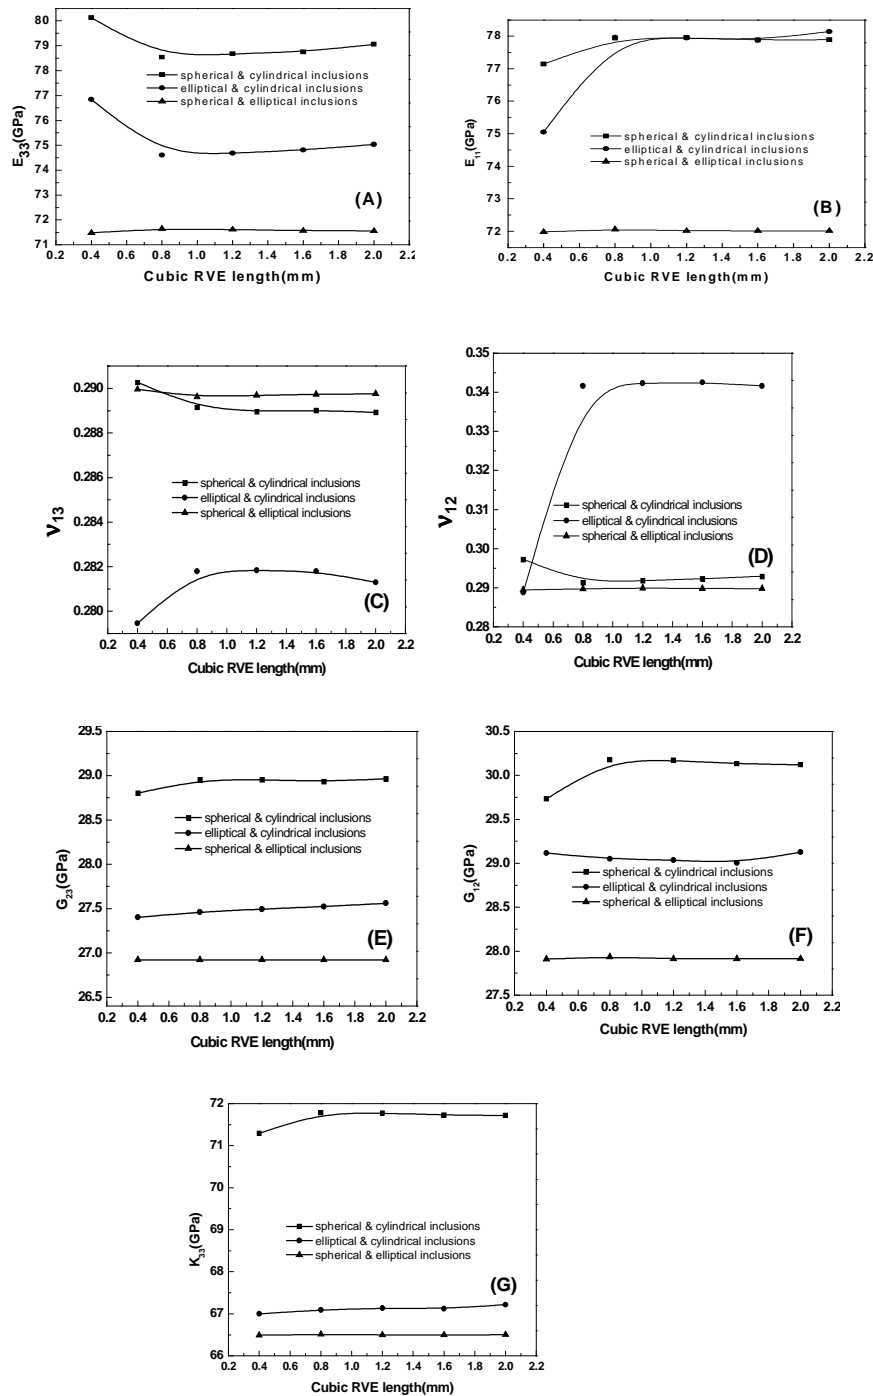 80
79
78
77
76
75
74
73
72
71
E33(GPa)
spherical & cylindrical inclusions
elliptical & cylindrical inclusions
spherical & elliptical inclusions
(A)
0.2 0.4 0.6 0.8 1.0 1.2 1.4 1.6 1.8 2.0 2.2
Cubic RVE length(mm)
78
77
76
75
74
73
72
E11(GPa)
spherical & cylindrical inclusions
elliptical & cylindrical inclusions
spherical & elliptical inclusions
(B)
0.2 0.4 0.6 0.8 1.0 1.2 1.4 1.6 1.8 2.0 2.2
Cubic RVE length(mm)
0.290
0.288
0.286
0.284
0.282
0.280
ν13
spherical & cylindrical inclusions
elliptical & cylindrical inclusions
spherical & elliptical inclusions
(C)
0.2 0.4 0.6 0.8 1.0 1.2 1.4 1.6 1.8 2.0 2.2
Cubic RVE length(mm)
0.35
0.34
0.33
0.32
0.31
0.30
0.29
0.28
ν12
spherical & cylindrical inclusions
elliptical & cylindrical inclusions
spherical & elliptical inclusions
(D)
0.2 0.4 0.6 0.8 1.0 1.2 1.4 1.6 1.8 2.0 2.2
Cubic RVE length(mm)
29.5
29.0
28.5
28.0
27.5
27.0
26.5
G23(GPa)
spherical & cylindrical inclusions
elliptical & cylindrical inclusions
spherical & elliptical inclusions
(E)
0.2 0.4 0.6 0.8 1.0 1.2 1.4 1.6 1.8 2.0 2.2
Cubic RVE length(mm)
30.5
30.0
29.5
29.0
28.5
28.0
27.5
G12(GPa)
spherical & cylindrical inclusions
elliptical & cylindrical inclusions
spherical & elliptical inclusions
(F)
0.2 0.4 0.6 0.8 1.0 1.2 1.4 1.6 1.8 2.0 2.2
Cubic RVE length(mm)
72
71
70
69
68
67
66
K33(GPa)
spherical & cylindrical inclusions
elliptical & cylindrical inclusions
spherical & elliptical inclusions
(G)
0.2 0.4 0.6 0.8 1.0 1.2 1.4 1.6 1.8 2.0 2.2
Cubic RVE length(mm)